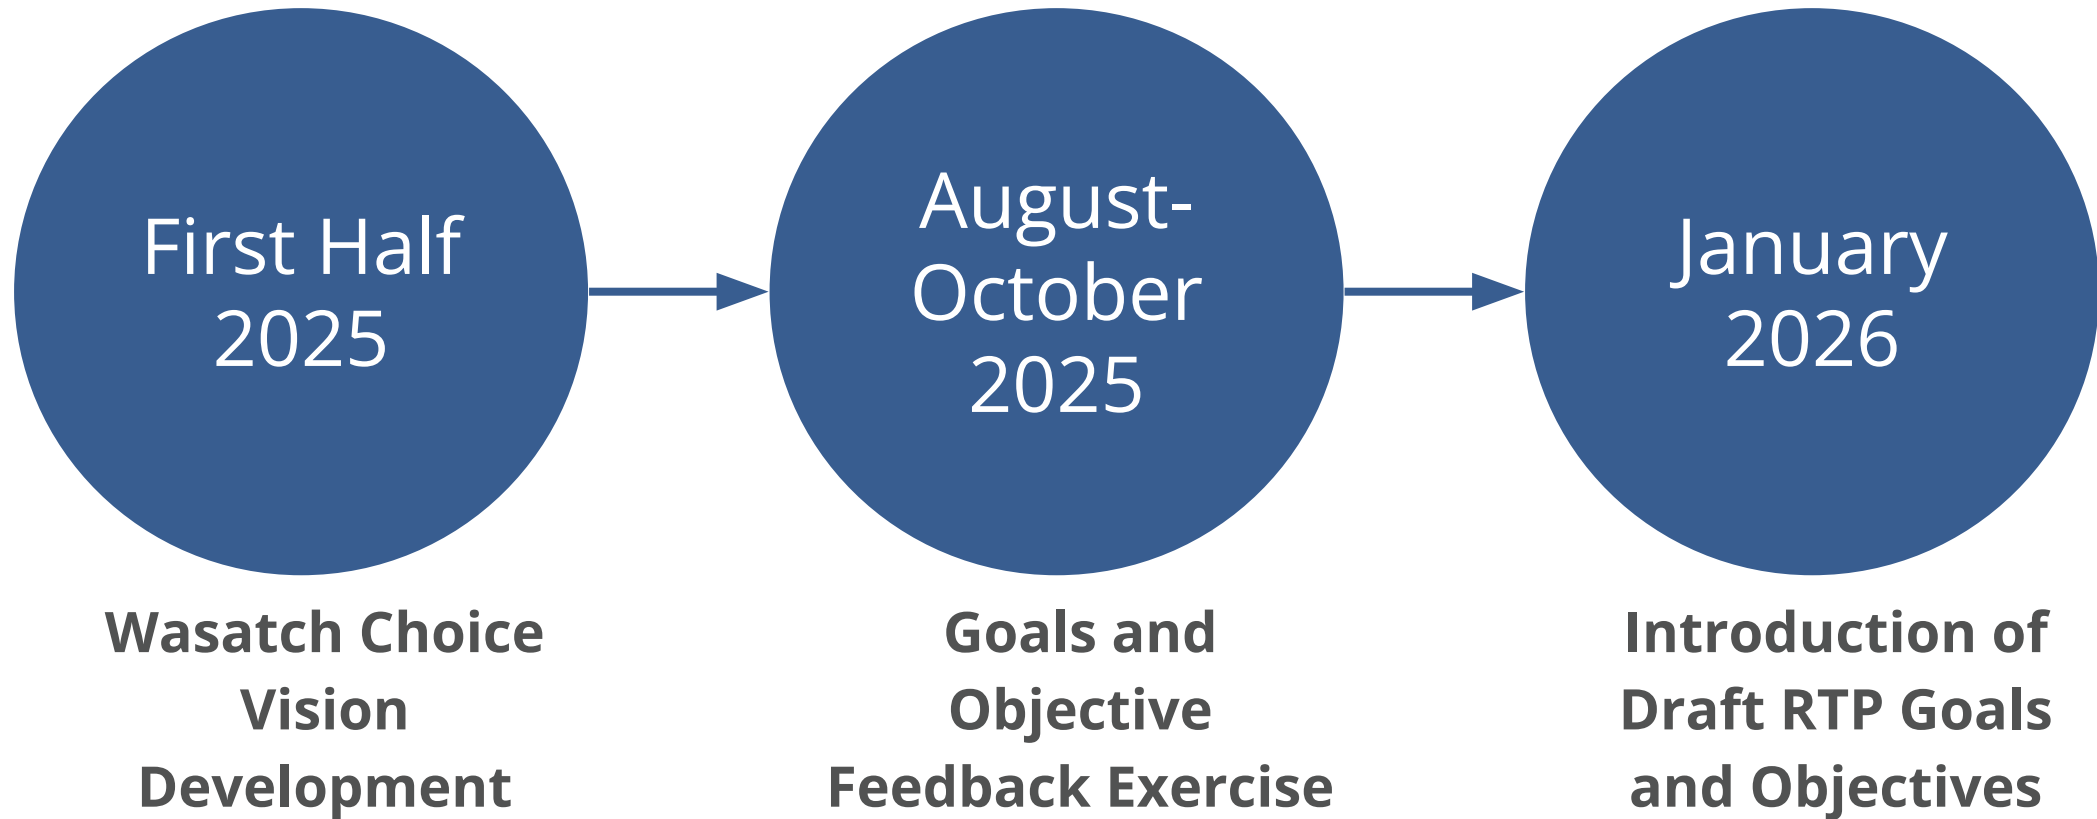 First Half
2025
August-
October
2025
January
2026
Wasatch Choice
Vision
Development
Goals and
Objective
Feedback Exercise
Introduction of
Draft RTP Goals
and Objectives